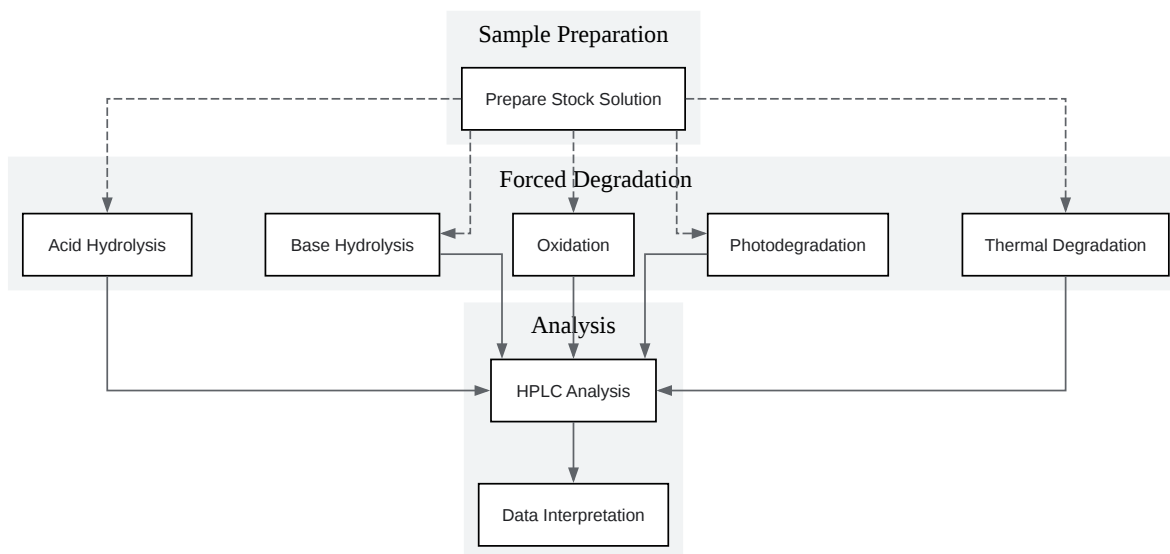 Sample Preparation
Prepare Stock Solution
Forced Degradation
Acid Hydrolysis
Base Hydrolysis
Oxidation
Photodegradation
Thermal Degradation
Analysis
HPLC Analysis
Data Interpretation